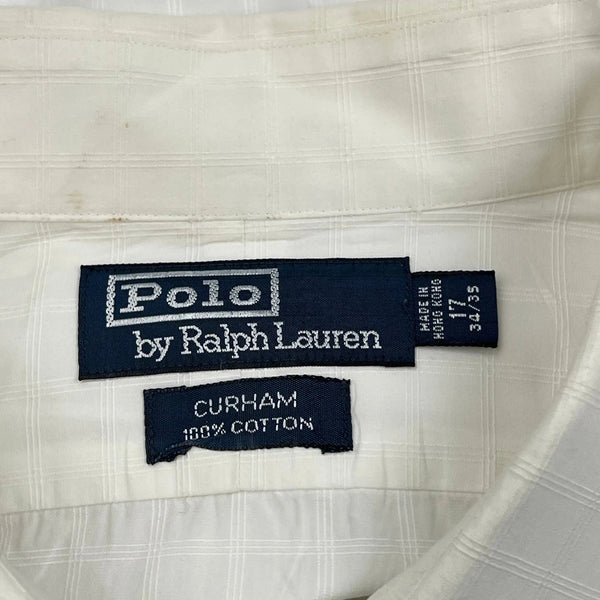 Polo
by Ralph Lauren
MADE IN
HONG KONG
17
34/35
CURHAM
100% COTTON